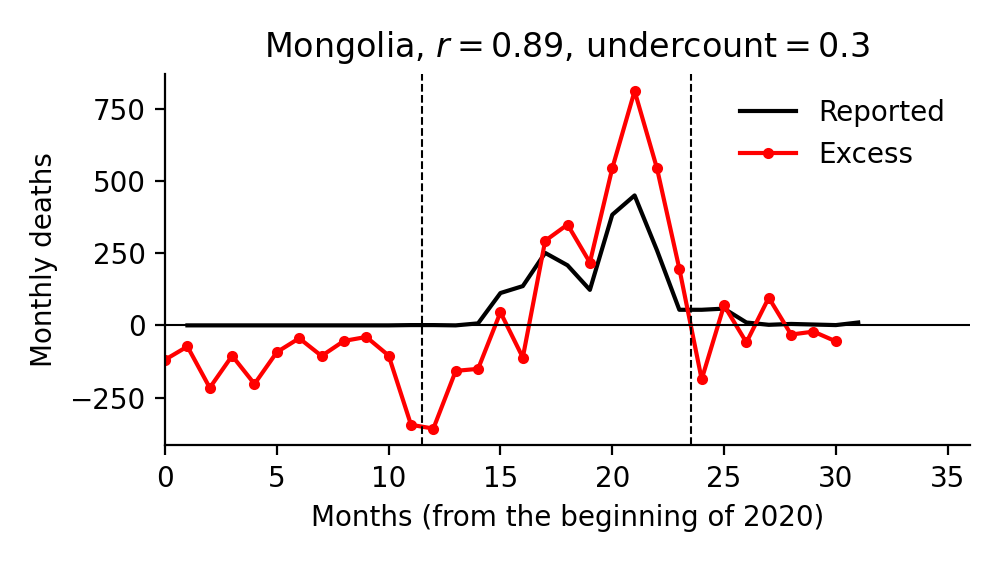 Mongolia, r = 0.89, undercount = 0.3
Reported
Excess
Monthly deaths
750
500
250
0
−250
0 5 10 15 20 25 30 35
Months (from the beginning of 2020)